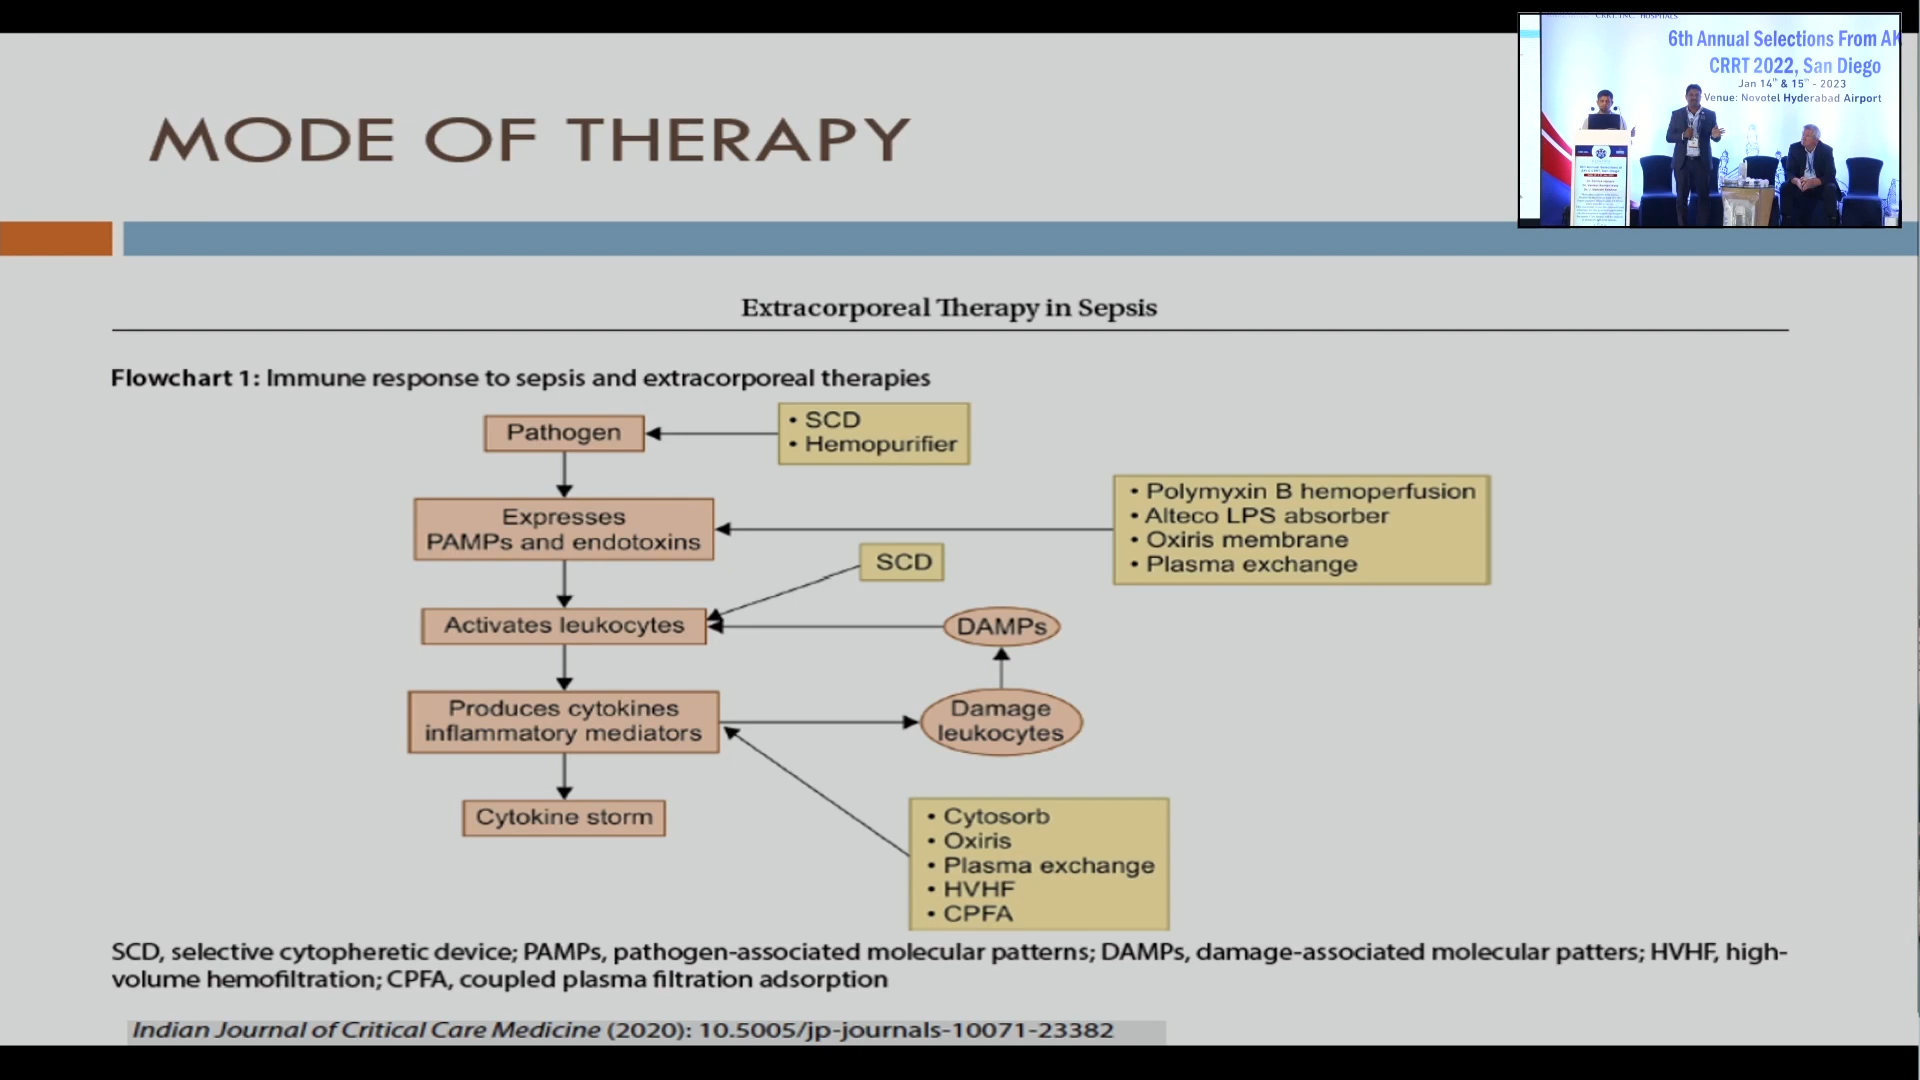 MODE OF THERAPY
CRRT INC. HOSPITALS
6th Annual Selections From AK
CRRT 2022, San Diego
Jan 14th & 15th - 2023
Venue: Novotel Hyderabad Airport
Extracorporeal Therapy in Sepsis
Flowchart 1: Immune response to sepsis and extracorporeal therapies
Pathogen
• SCD
• Hemopurifier
Expresses
PAMPs and endotoxins
• Polymyxin B hemoperfusion
• Alteco LPS absorber
• Oxiris membrane
• Plasma exchange
SCD
Activates leukocytes
DAMPs
Produces cytokines
inflammatory mediators
Damage
leukocytes
Cytokine storm
• Cytosorb
• Oxiris
• Plasma exchange
• HVHF
• CPFA
SCD, selective cytopheretic device; PAMPs, pathogen-associated molecular patterns; DAMPs, damage-associated molecular patters; HVHF, high-
volume hemofiltration; CPFA, coupled plasma filtration adsorption
Indian Journal of Critical Care Medicine (2020): 10.5005/jp-journals-10071-23382